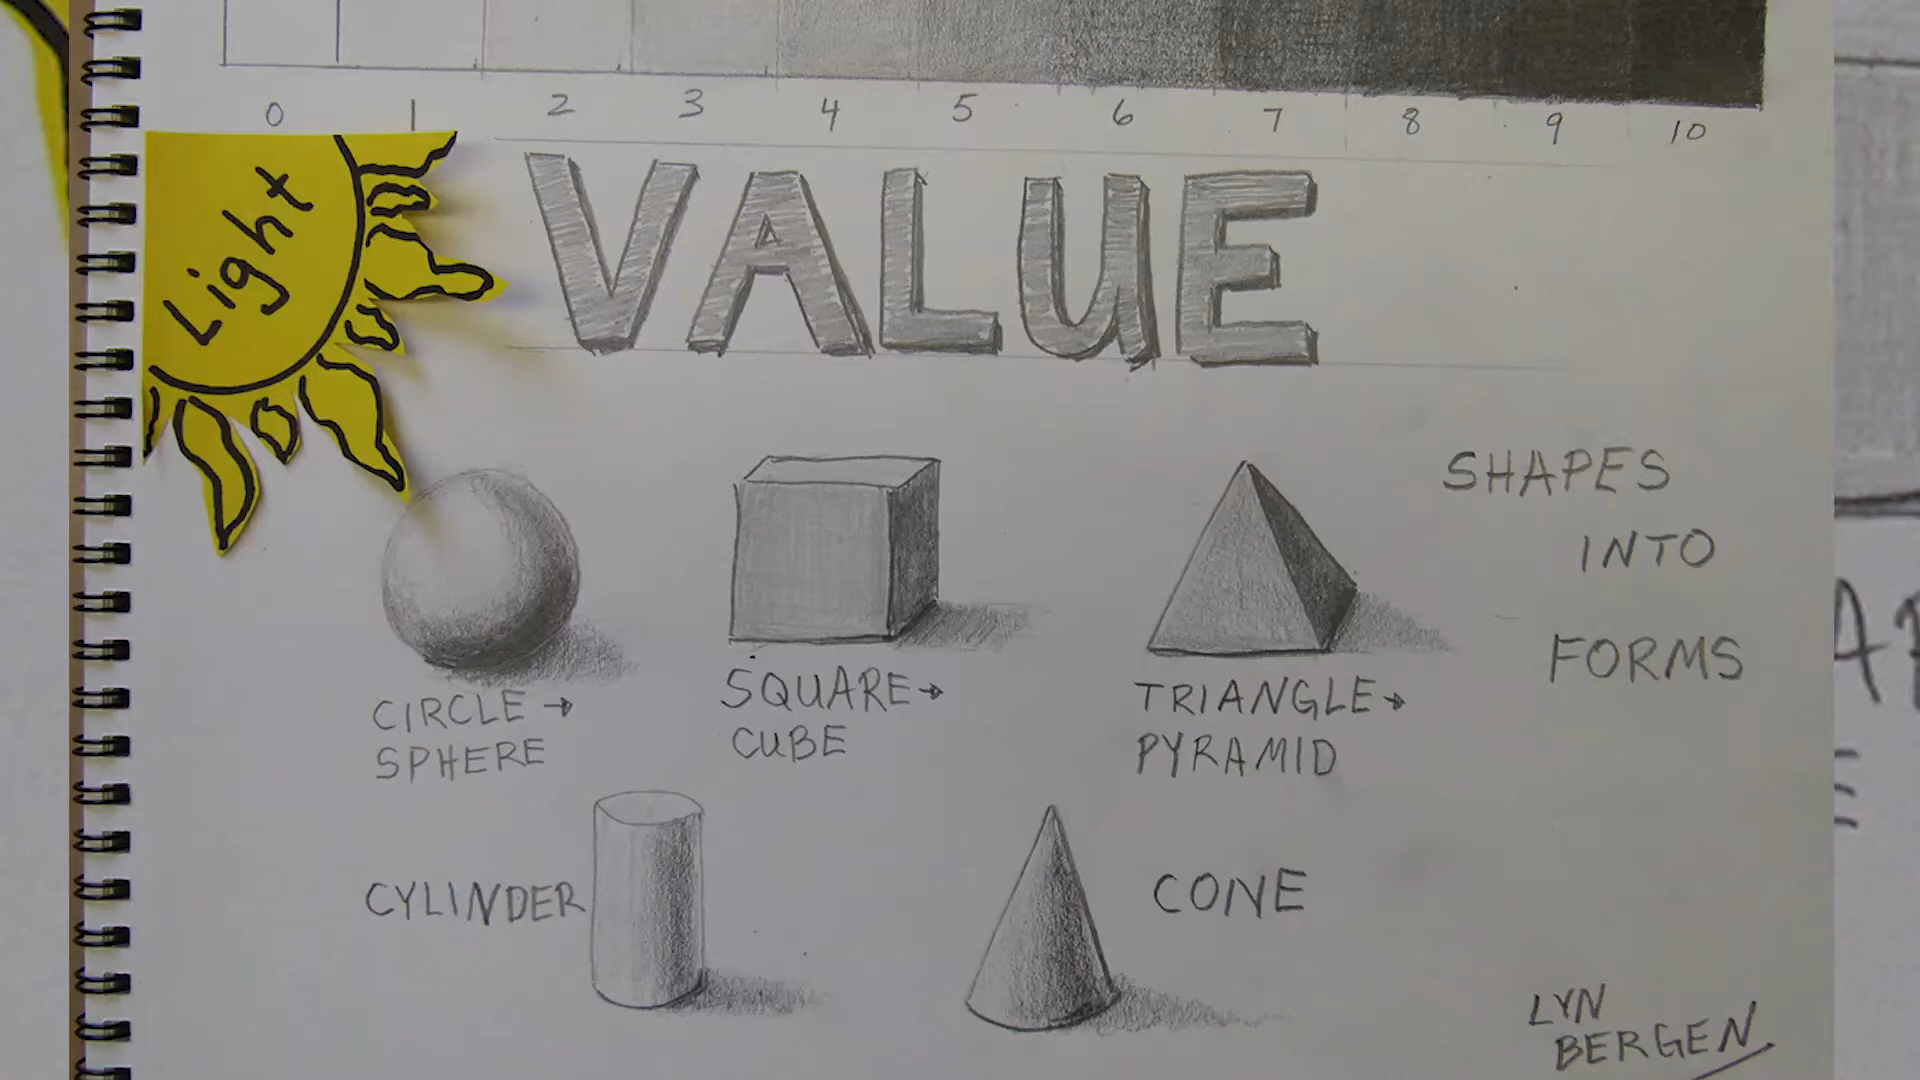 0 1 2 3 4 5 6 7 8 9 10
Light
VALUE
SHAPES
INTO
FORMS
CIRCLE →
SPHERE
SQUARE →
CUBE
TRIANGLE →
PYRAMID
CYLINDER
CONE
LYN
BERGEN